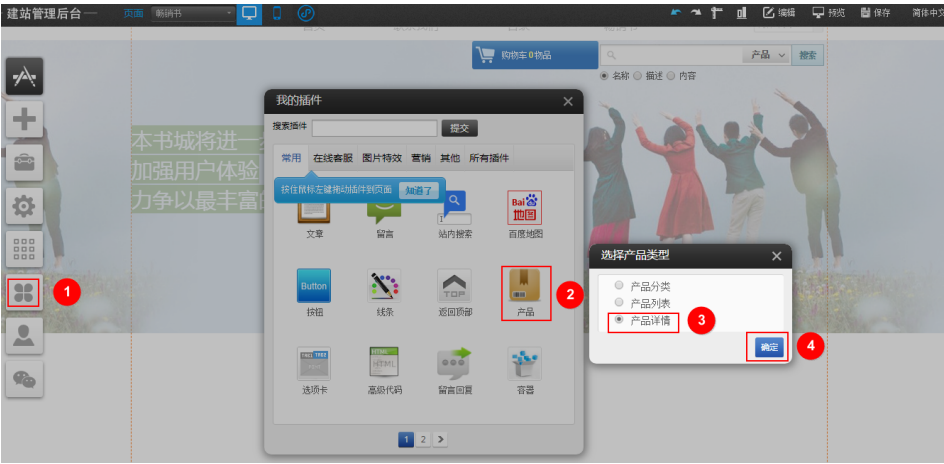 建站管理后台一
页面 畅销书
编辑 预览 保存 简体中文
购物车 0物品
产品 搜索
名称 描述 内容
本书城将进一
加强用户体验
力争以最丰富
我的插件
搜索插件 提交
常用 在线客服 图片特效 营销 其他 所有插件
按住鼠标左键拖动插件到页面 知道了
文章 留言 站内搜索 百度地图
Bai 地图
Button
TOP
按钮 线条 返回顶部 产品
TREE TREE
HTML
HTML
选项卡 高级代码 留言回复 容器
1 2
选择产品类型
产品分类
产品列表
产品详情
确定
1
2
3
4